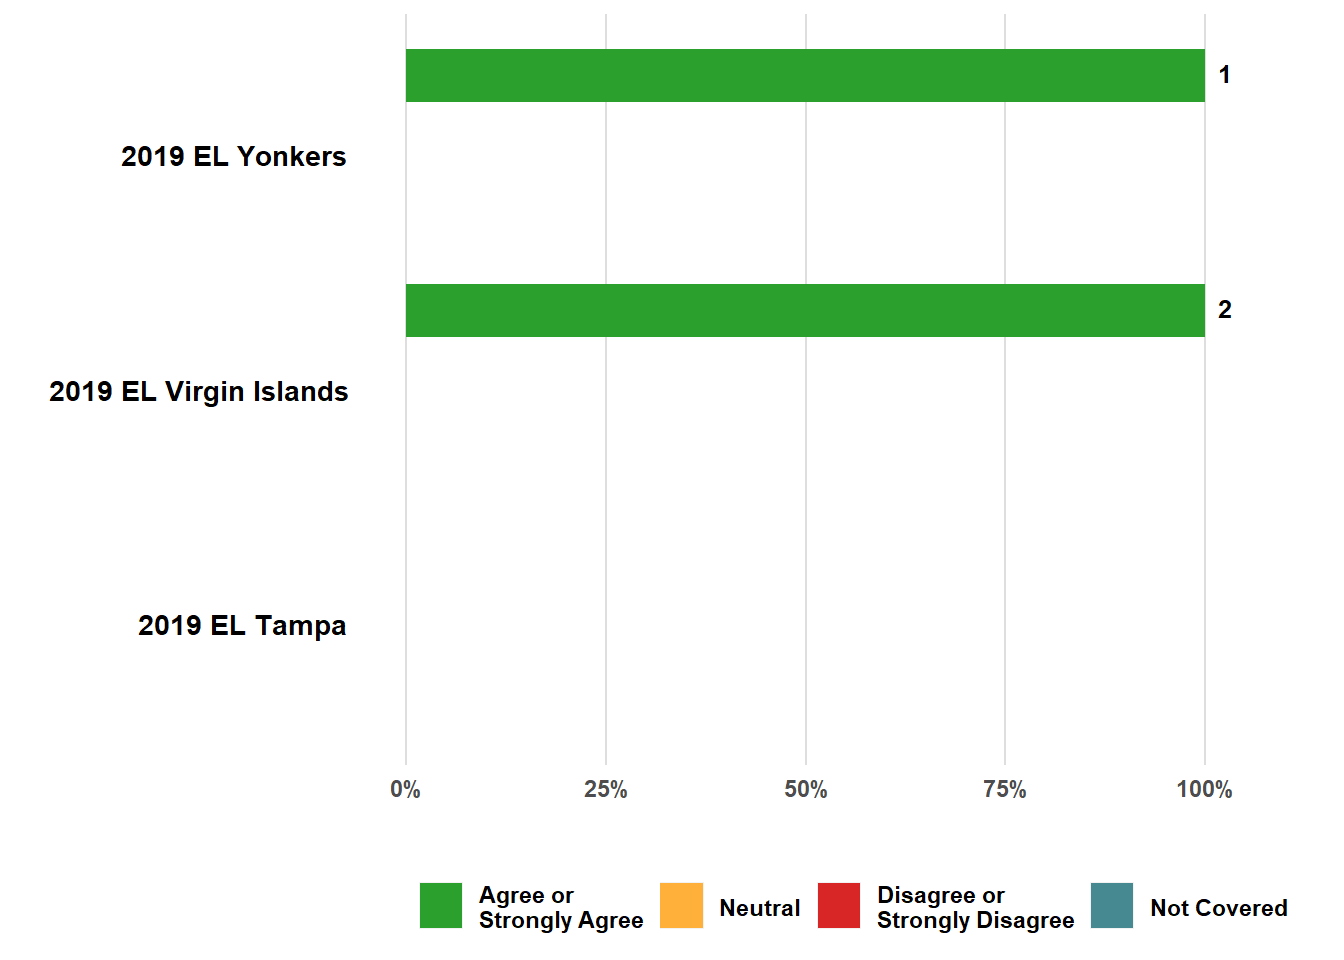 1
2019 EL Yonkers
2
2019 EL Virgin Islands
2019 EL Tampa
0% 25% 50% 75% 100%
Agree or
Strongly Agree
Neutral
Disagree or
Strongly Disagree
Not Covered